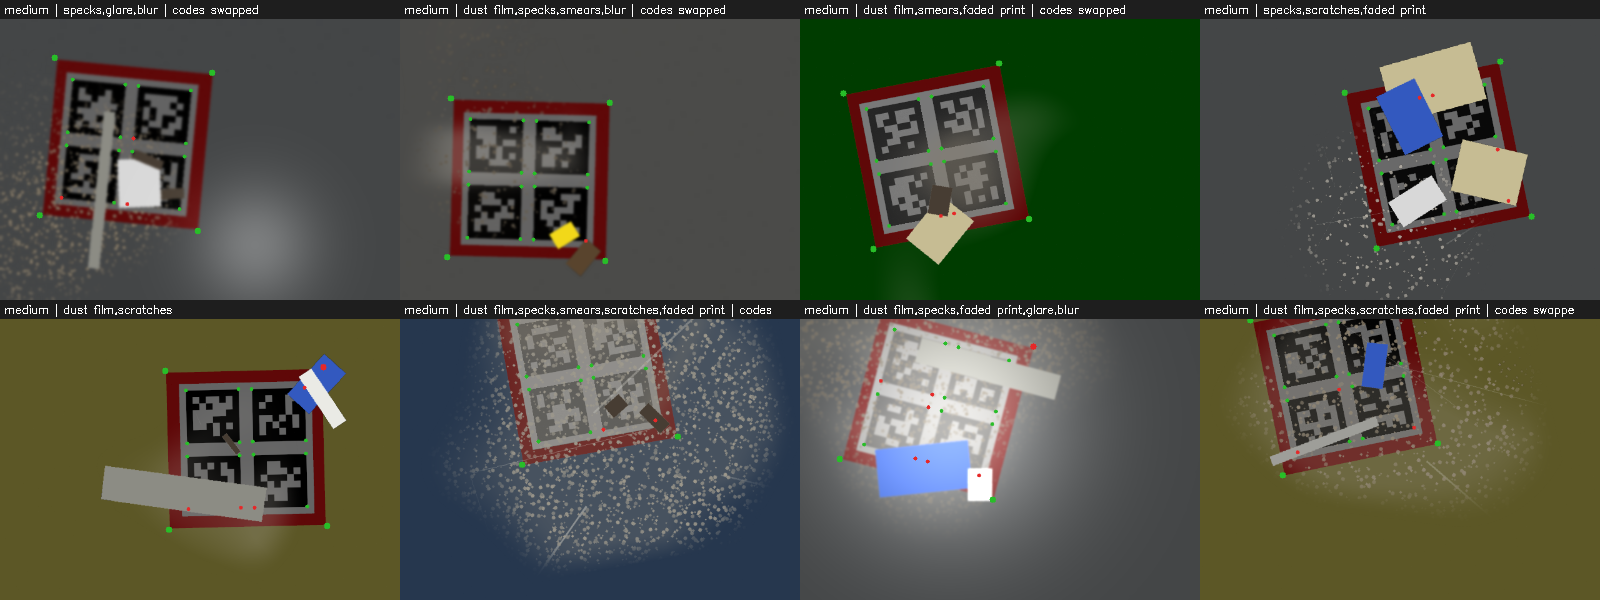 medium | specks,glare,blur | codes swapped
medium | dust film,specks,smears,blur | codes swapped
medium | dust film,smears,faded print | codes swapped
medium | specks,scratches,faded print
medium | dust film,scratches
medium | dust film,specks,smears,scratches,faded print | codes
medium | dust film,specks,faded print,glare,blur
medium | dust film,specks,scratches,faded print | codes swappe